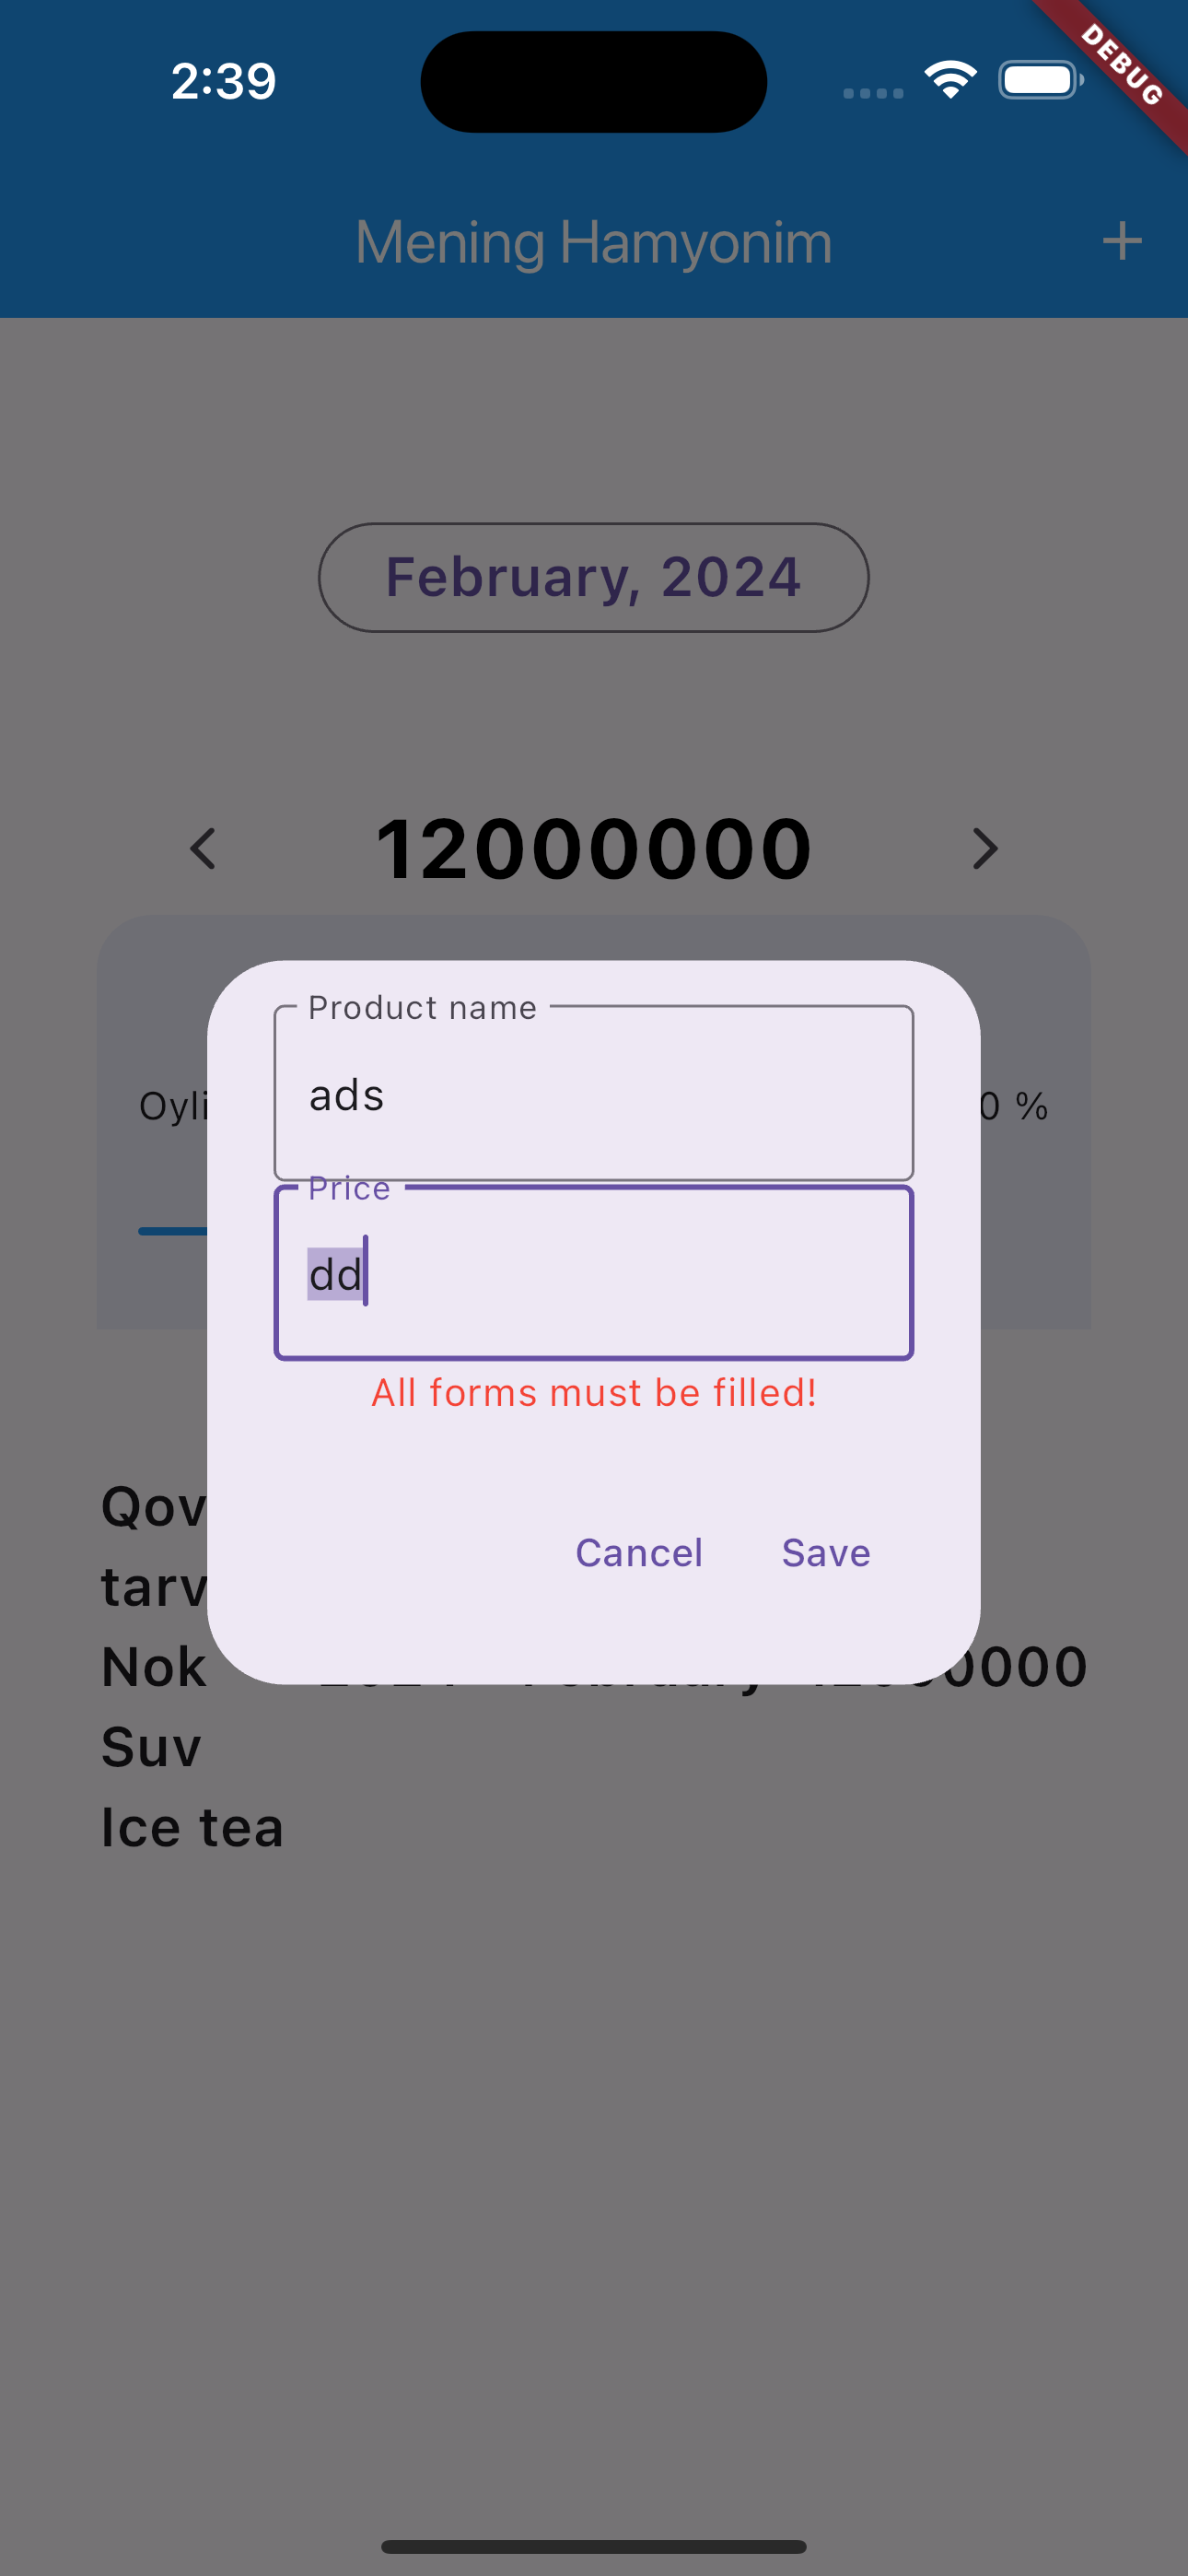 2:39
DEBUG
Mening Hamyonim
+
February, 2024
12000000
Product name
ads
Oyli
0 %
Price
dd
All forms must be filled!
Qov
Cancel Save
tarv
Nok
0000
Suv
Ice tea